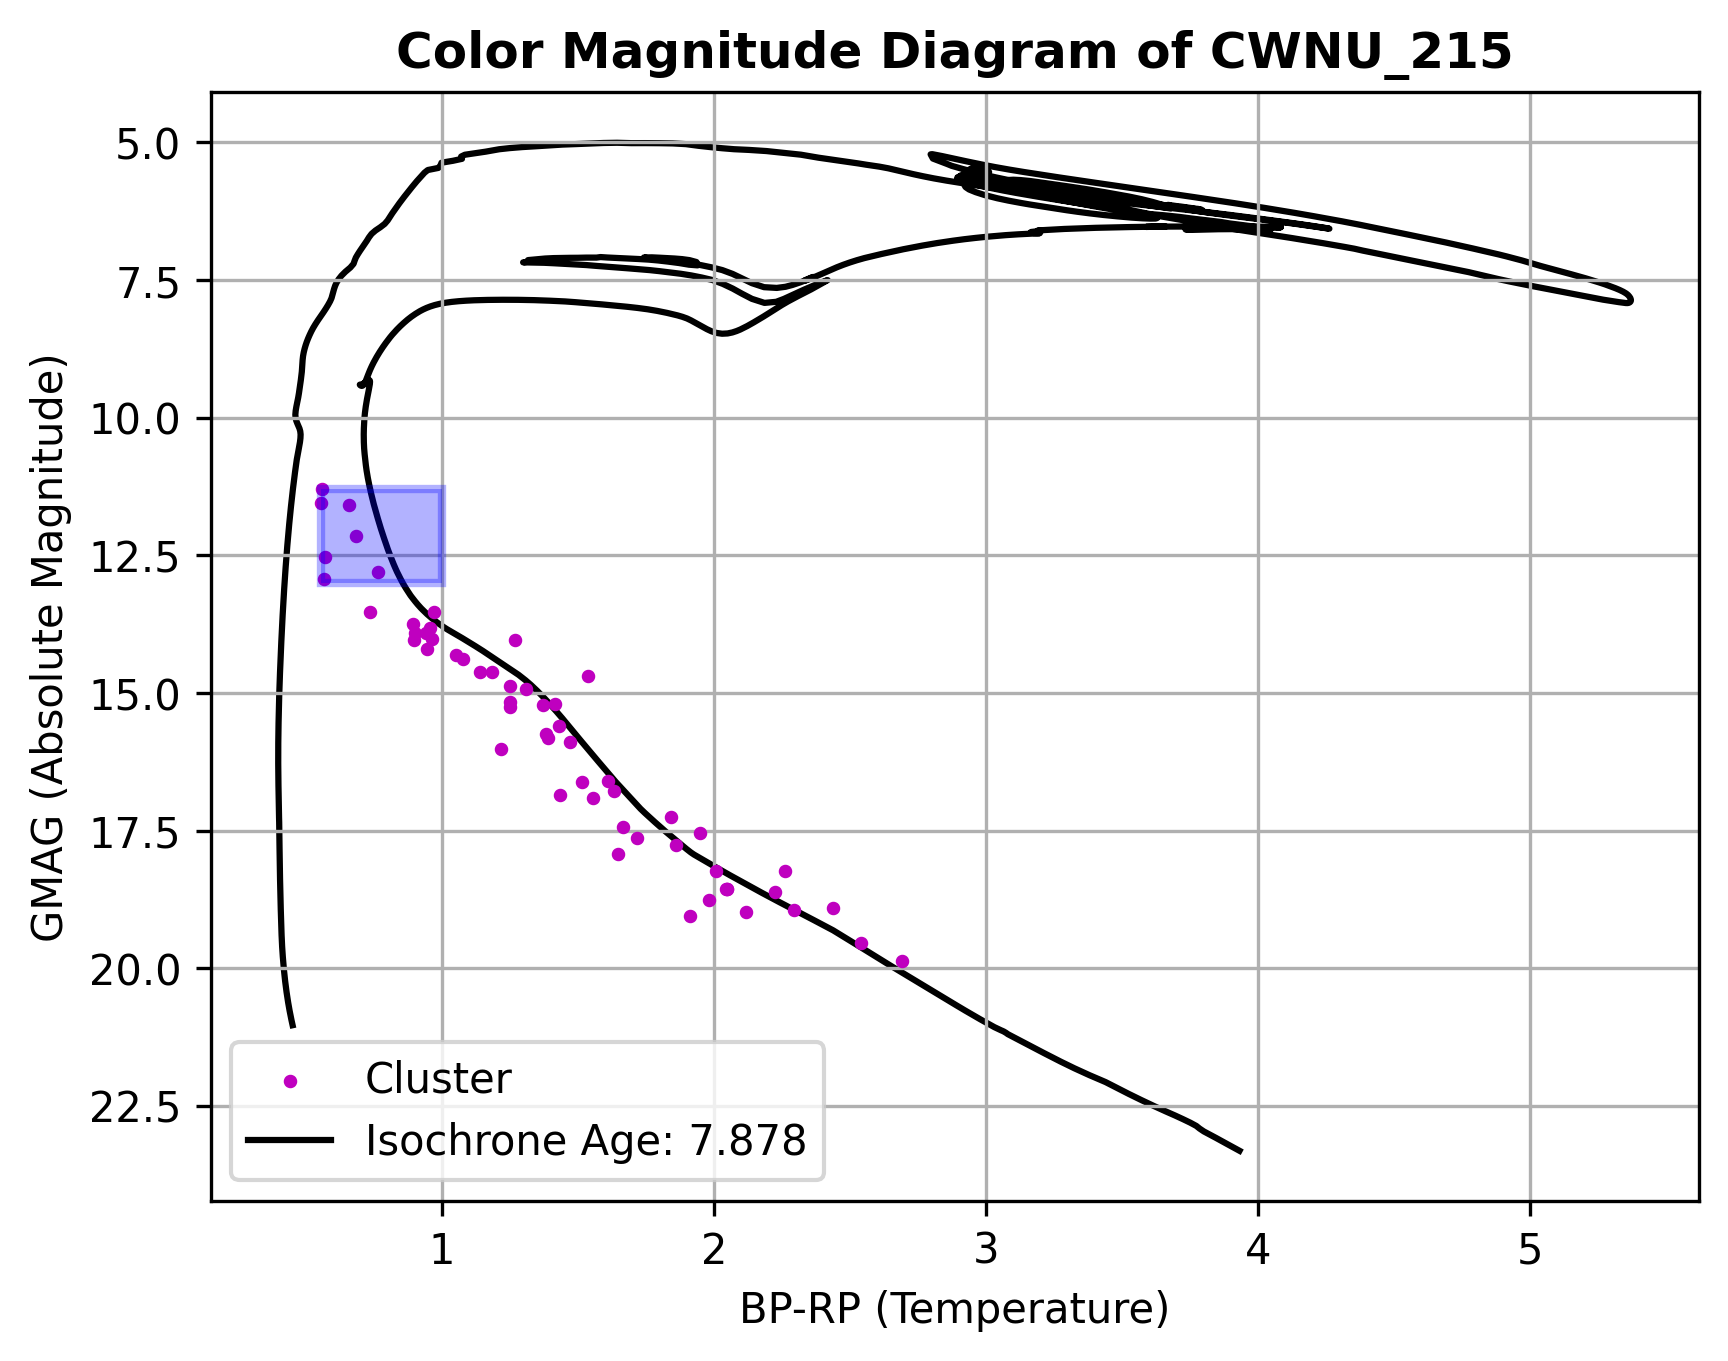 Color Magnitude Diagram of CWNU_215
GMAG (Absolute Magnitude)
5.0
7.5
10.0
12.5
15.0
17.5
20.0
22.5
Cluster
Isochrone Age: 7.878
1 2 3 4 5
BP-RP (Temperature)